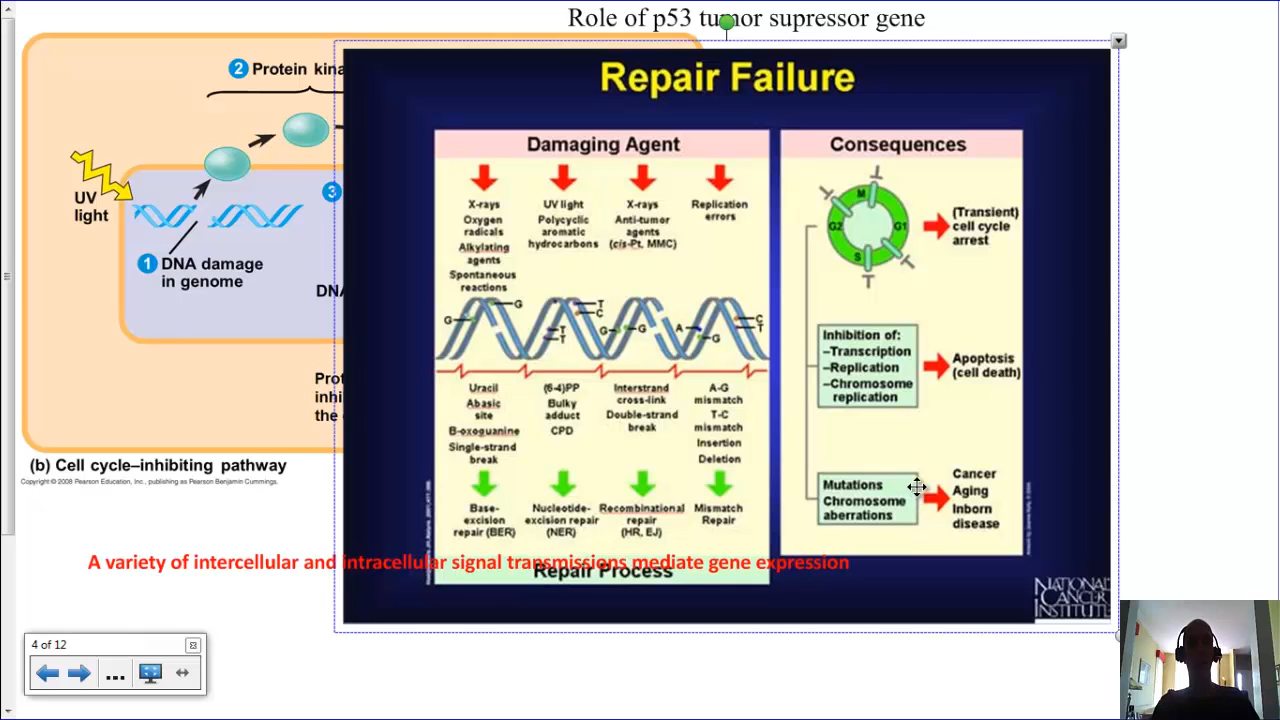 Role of p53 tumor supressor gene
2 Protein kina
UV
light
3
1 DNA damage
in genome
DNA
Prot
inhi
the c
(b) Cell cycle–inhibiting pathway
Copyright © 2008 Pearson Education, Inc., publishing as Pearson Benjamin Cummings.
Repair Failure
Damaging Agent
X-rays
Oxygen
radicals
Alkylating
agents
Spontaneous
reactions
UV light
Polycyclic
aromatic
hydrocarbons
X-rays
Anti-tumor
agents
(cis-Pt, MMC)
Replication
errors
G
G
T
C
T
T
G
G
A
G
C
T
Uracil
Abasic
site
B-oxoguanine
Single-strand
break
(6-4)PP
Bulky
adduct
CPD
Interstrand
cross-link
Double-strand
break
A-G
mismatch
T-C
mismatch
Insertion
Deletion
Base-
excision
repair (BER)
Nucleotide-
excision repair
(NER)
Recombinational
repair
(HR, EJ)
Mismatch
Repair
Repair Process
Consequences
M
G1
S
G2
(Transient)
cell cycle
arrest
Inhibition of:
–Transcription
–Replication
–Chromosome
replication
Apoptosis
(cell death)
Mutations
Chromosome
aberrations
Cancer
Aging
Inborn
disease
NATIONAL
CANCER
INSTITUTE
A variety of intercellular and intracellular signal transmissions mediate gene expression
4 of 12